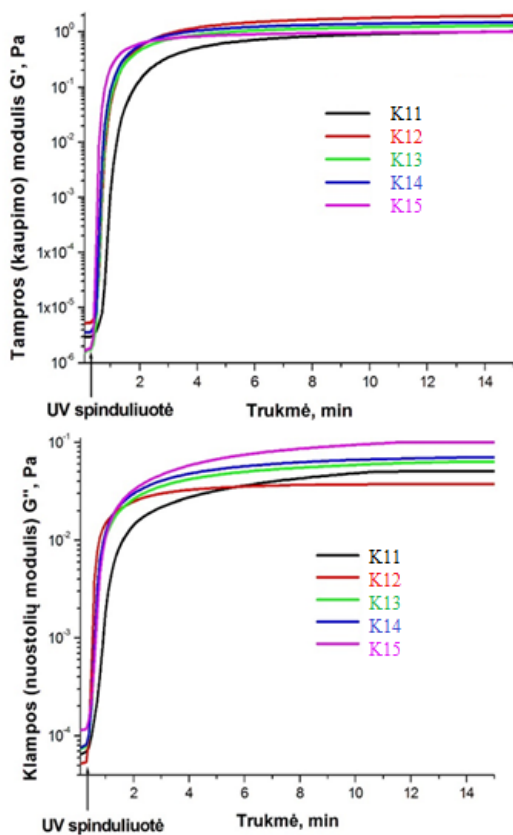 Tampros (kaupimo) modulis G', Pa
10⁰
10⁻¹
10⁻²
10⁻³
1x10⁻⁴
1x10⁻⁵
10⁻⁶
K11
K12
K13
K14
K15
2 4 6 8 10 12 14
UV spinduliuotė
Trukmė, min
Klampos (nuostolių modulis) G'', Pa
10⁻¹
10⁻²
10⁻³
10⁻⁴
K11
K12
K13
K14
K15
2 4 6 8 10 12 14
UV spinduliuotė
Trukmė, min